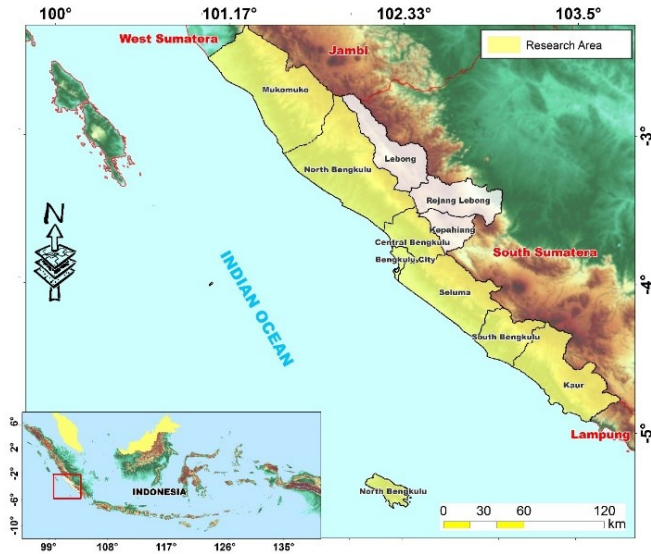 100°
101.17°
102.33°
103.5°
West Sumatera
Jambi
Research Area
Mukomuko
-3°
Lebong
North Bengkulu
Rejang Lebong
N
Kepahiang
Central Bengkulu
South Sumatera
Bengkulu City
-4°
INDIAN OCEAN
Seluma
South Bengkulu
Kaur
Lampung
-5°
6°
2°
-2°
-6°
-10°
INDONESIA
99°
108°
117°
126°
135°
North Bengkulu
0 30 60 120
km